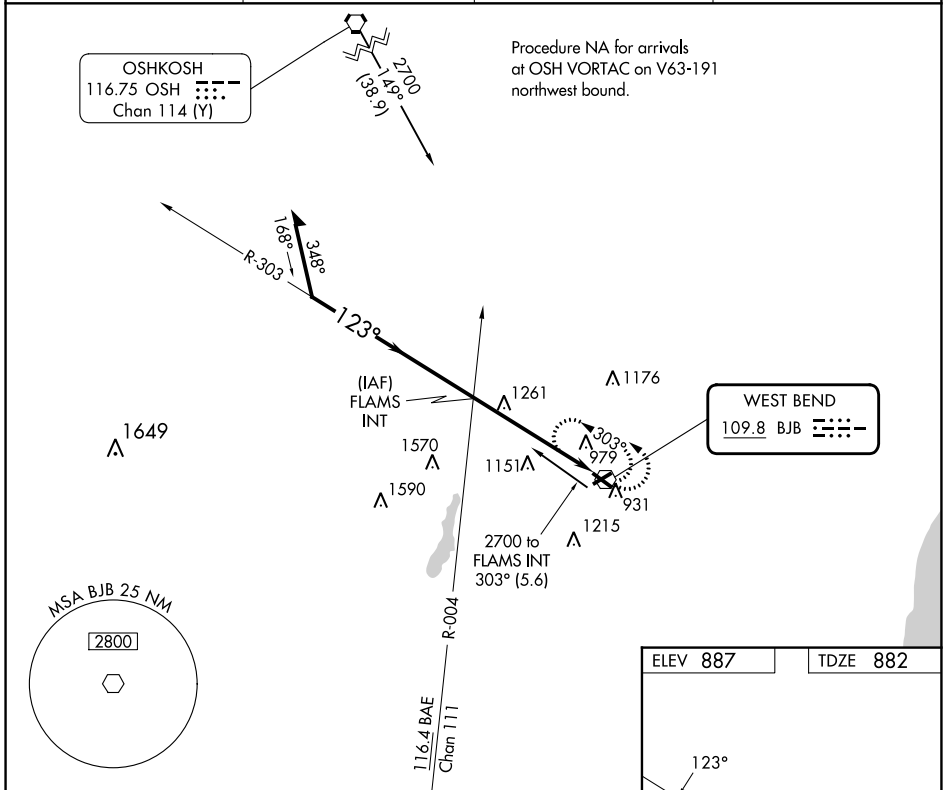 OSHKOSH
116.75 OSH
Chan 114 (Y)
2700
149°
(38.9)
Procedure NA for arrivals
at OSH VORTAC on V63-191
northwest bound.
R-303
168°
348°
123°
(IAF)
FLAMS
INT
1261
1176
WEST BEND
109.8 BJB
1649
1570
1590
1151
303°
979
931
1215
2700 to
FLAMS INT
303° (5.6)
R-004
116.4 BAE
Chan 111
MSA BJB 25 NM
2800
ELEV 887
TDZE 882
123°